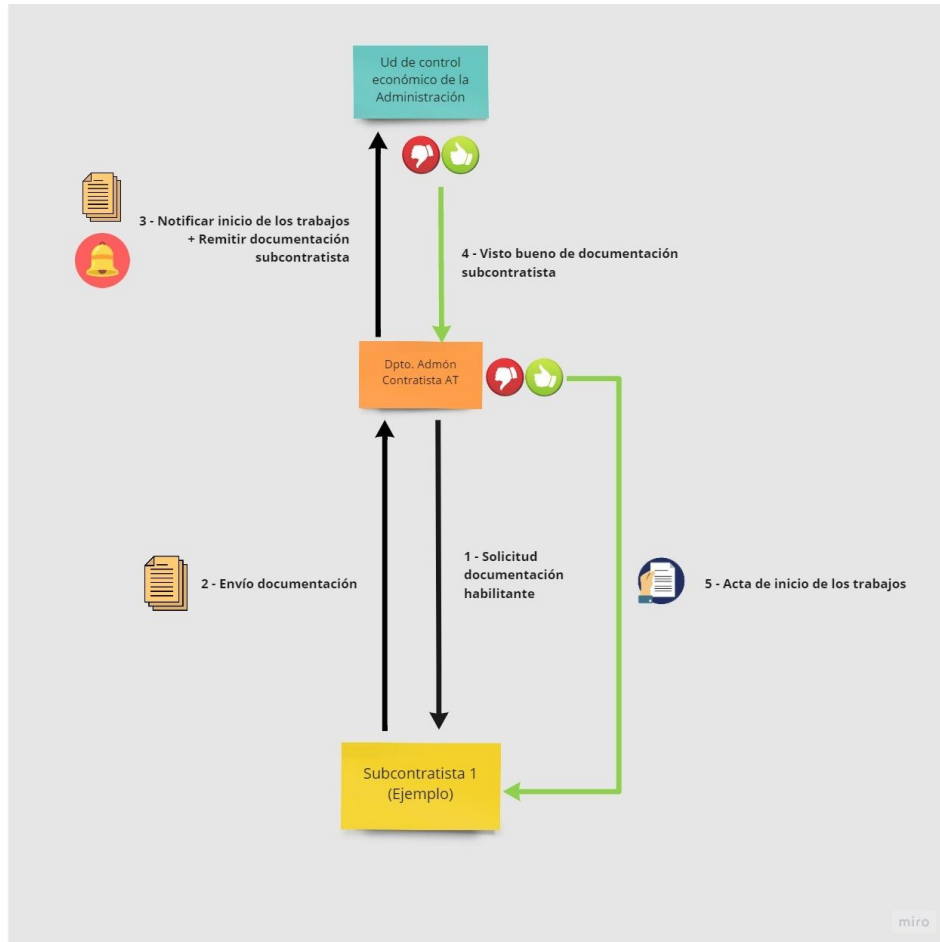 Ud de control
económico de la
Administración
3 - Notificar inicio de los trabajos
+ Remitir documentación
subcontratista
4 - Visto bueno de documentación
subcontratista
Dpto. Admón
Contratista AT
2 - Envío documentación
1 - Solicitud
documentación
habilitante
5 - Acta de inicio de los trabajos
Subcontratista 1
(Ejemplo)
miro